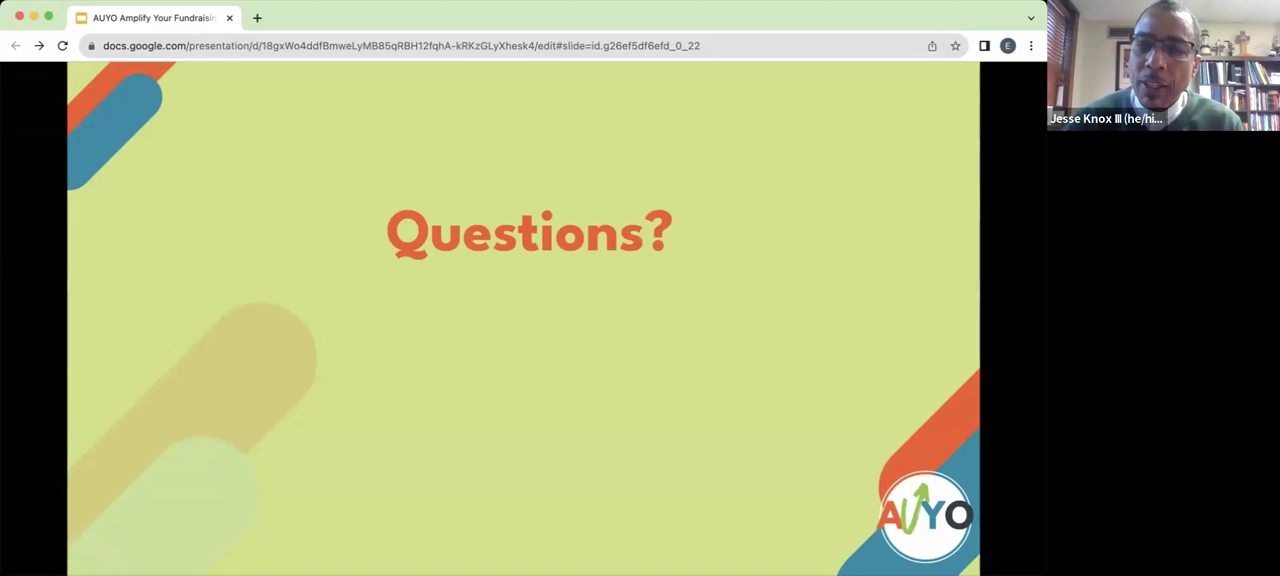 AUYO Amplify Your Fundraisin
docs.google.com/presentation/d/18gxWo4ddfBmweLyMB85qRBH12fqhA-kRKzGLyXhesk4/edit#slide=id.g26ef5df6efd_0_22
E
Jesse Knox III (he/hi...
Questions?
AUYO